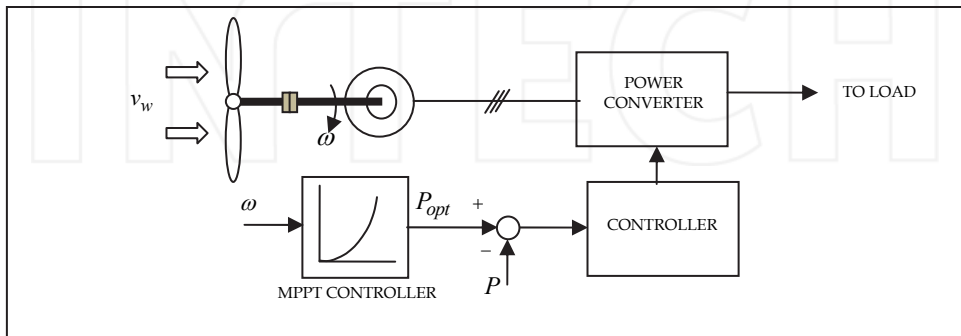 INTECH
v_w
ω
POWER
CONVERTER
TO LOAD
ω
P_opt
+
−
P
CONTROLLER
MPPT CONTROLLER